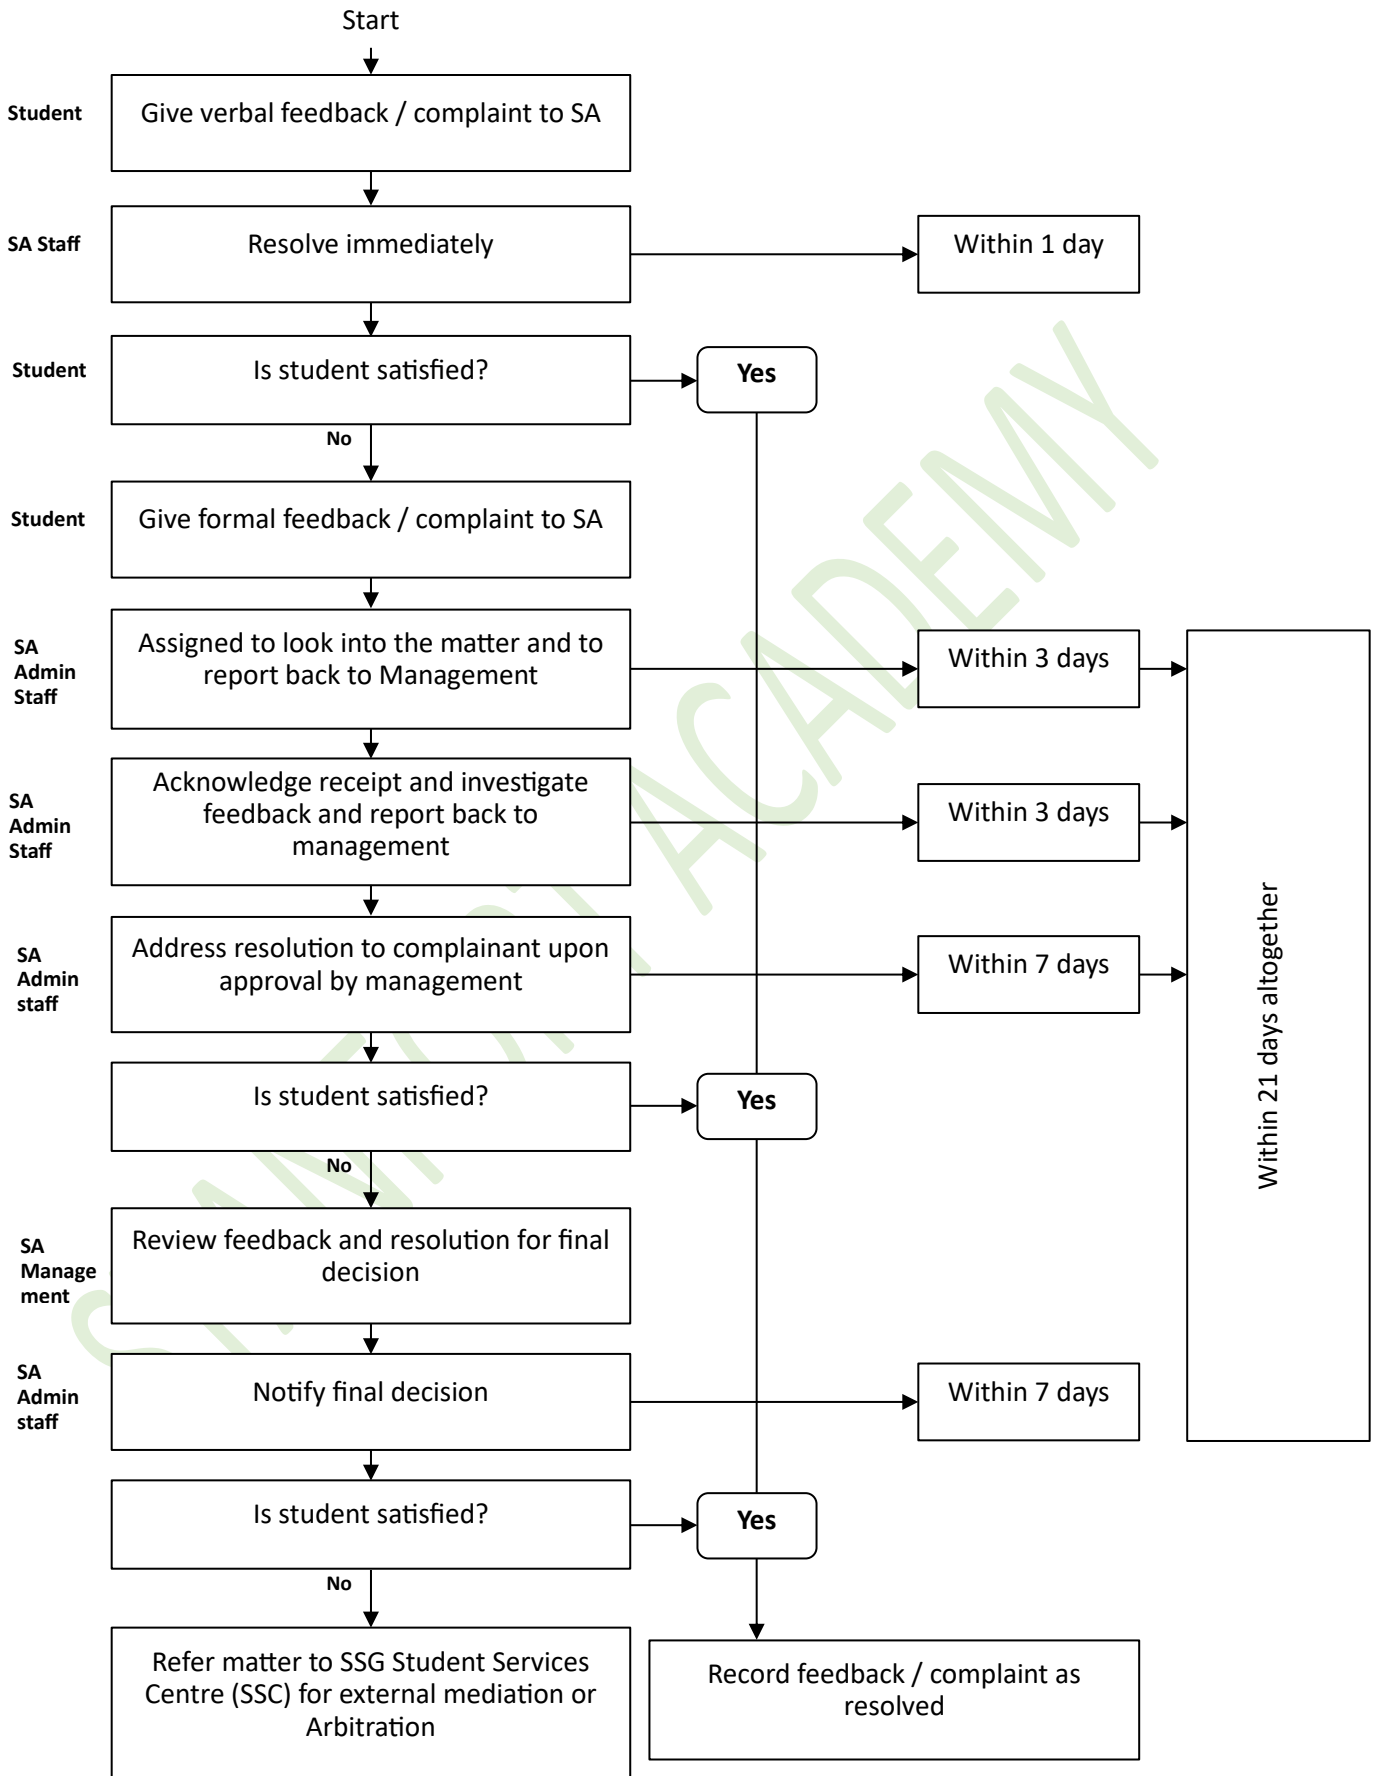 Start
Student
Give verbal feedback / complaint to SA
SA Staff
Resolve immediately
Within 1 day
Student
Is student satisfied?
Yes
No
Student
Give formal feedback / complaint to SA
SA
Admin
Staff
Assigned to look into the matter and to
report back to Management
Within 3 days
SA
Admin
Staff
Acknowledge receipt and investigate
feedback and report back to
management
Within 3 days
SA
Admin
staff
Address resolution to complainant upon
approval by management
Within 7 days
Within 21 days altogether
Is student satisfied?
Yes
No
SA
Manage
ment
Review feedback and resolution for final
decision
SA
Admin
staff
Notify final decision
Within 7 days
Is student satisfied?
Yes
No
Refer matter to SSG Student Services
Centre (SSC) for external mediation or
Arbitration
Record feedback / complaint as
resolved
ACADEMY